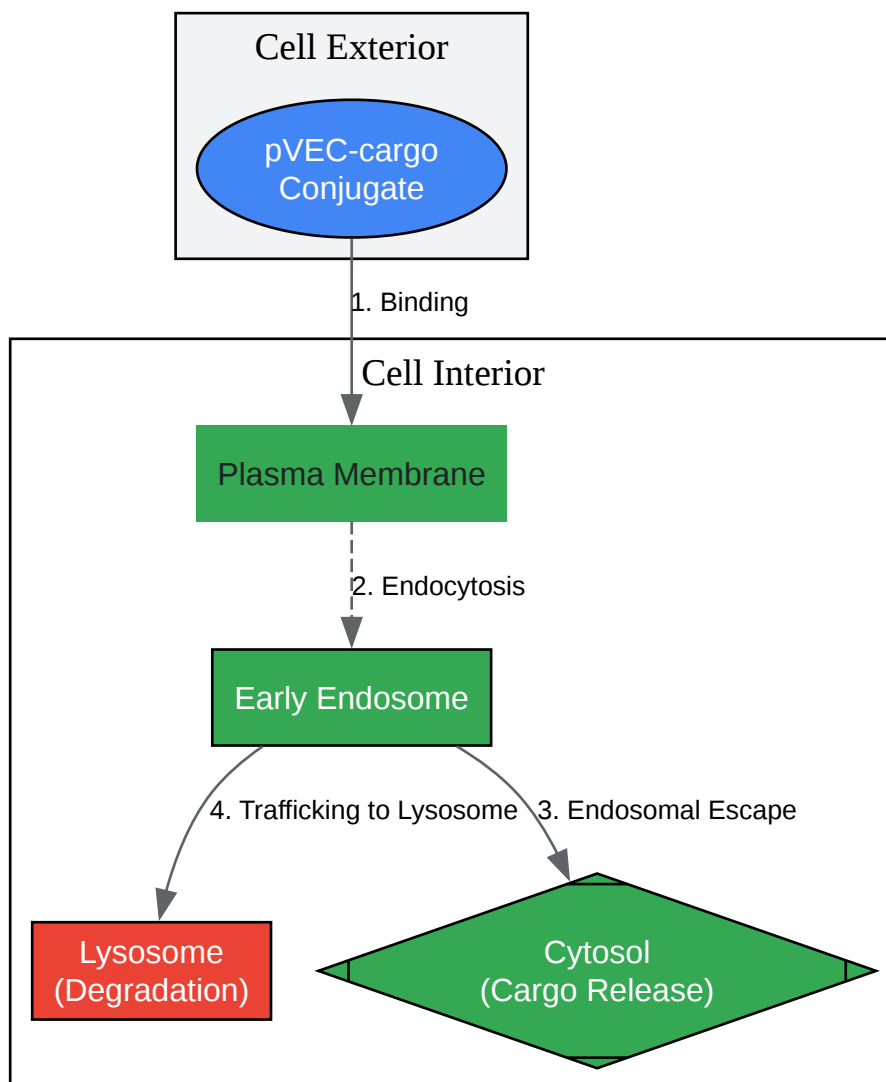 Cell Exterior
pVEC-cargo
Conjugate
1. Binding
Cell Interior
Plasma Membrane
2. Endocytosis
Early Endosome
4. Trafficking to Lysosome
3. Endosomal Escape
Lysosome
(Degradation)
Cytosol
(Cargo Release)